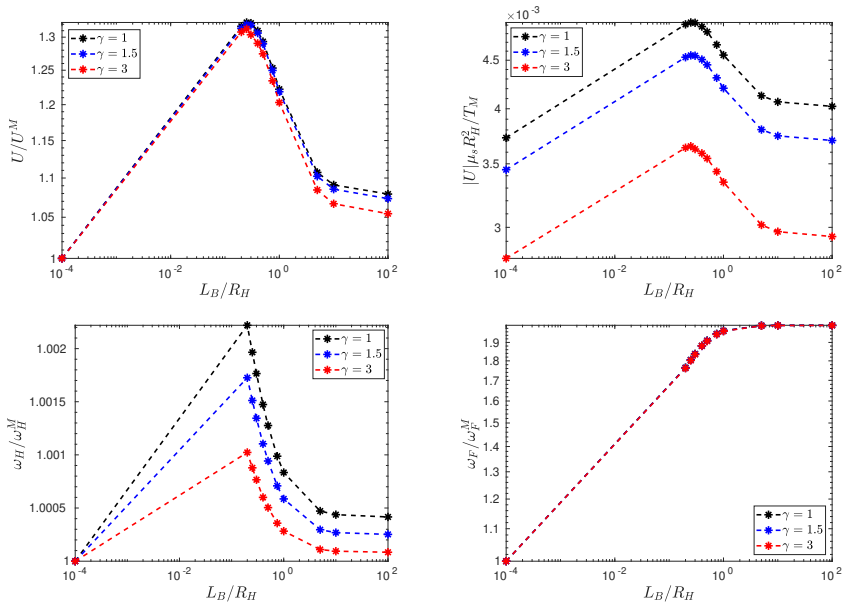 1.3
1.25
1.2
1.15
1.1
1.05
1
U/U^M
γ = 1
γ = 1.5
γ = 3
10^-4
10^-2
10^0
10^2
L_B/R_H
×10^-3
4.5
4
3.5
3
|U|μ_s R_H^2/T_M
γ = 1
γ = 1.5
γ = 3
10^-4
10^-2
10^0
10^2
L_B/R_H
1.002
1.0015
1.001
1.0005
1
ω_H/ω_H^M
γ = 1
γ = 1.5
γ = 3
10^-4
10^-2
10^0
10^2
L_B/R_H
1.9
1.8
1.7
1.6
1.5
1.4
1.3
1.2
1.1
1
ω_F/ω_F^M
γ = 1
γ = 1.5
γ = 3
10^-4
10^-2
10^0
10^2
L_B/R_H